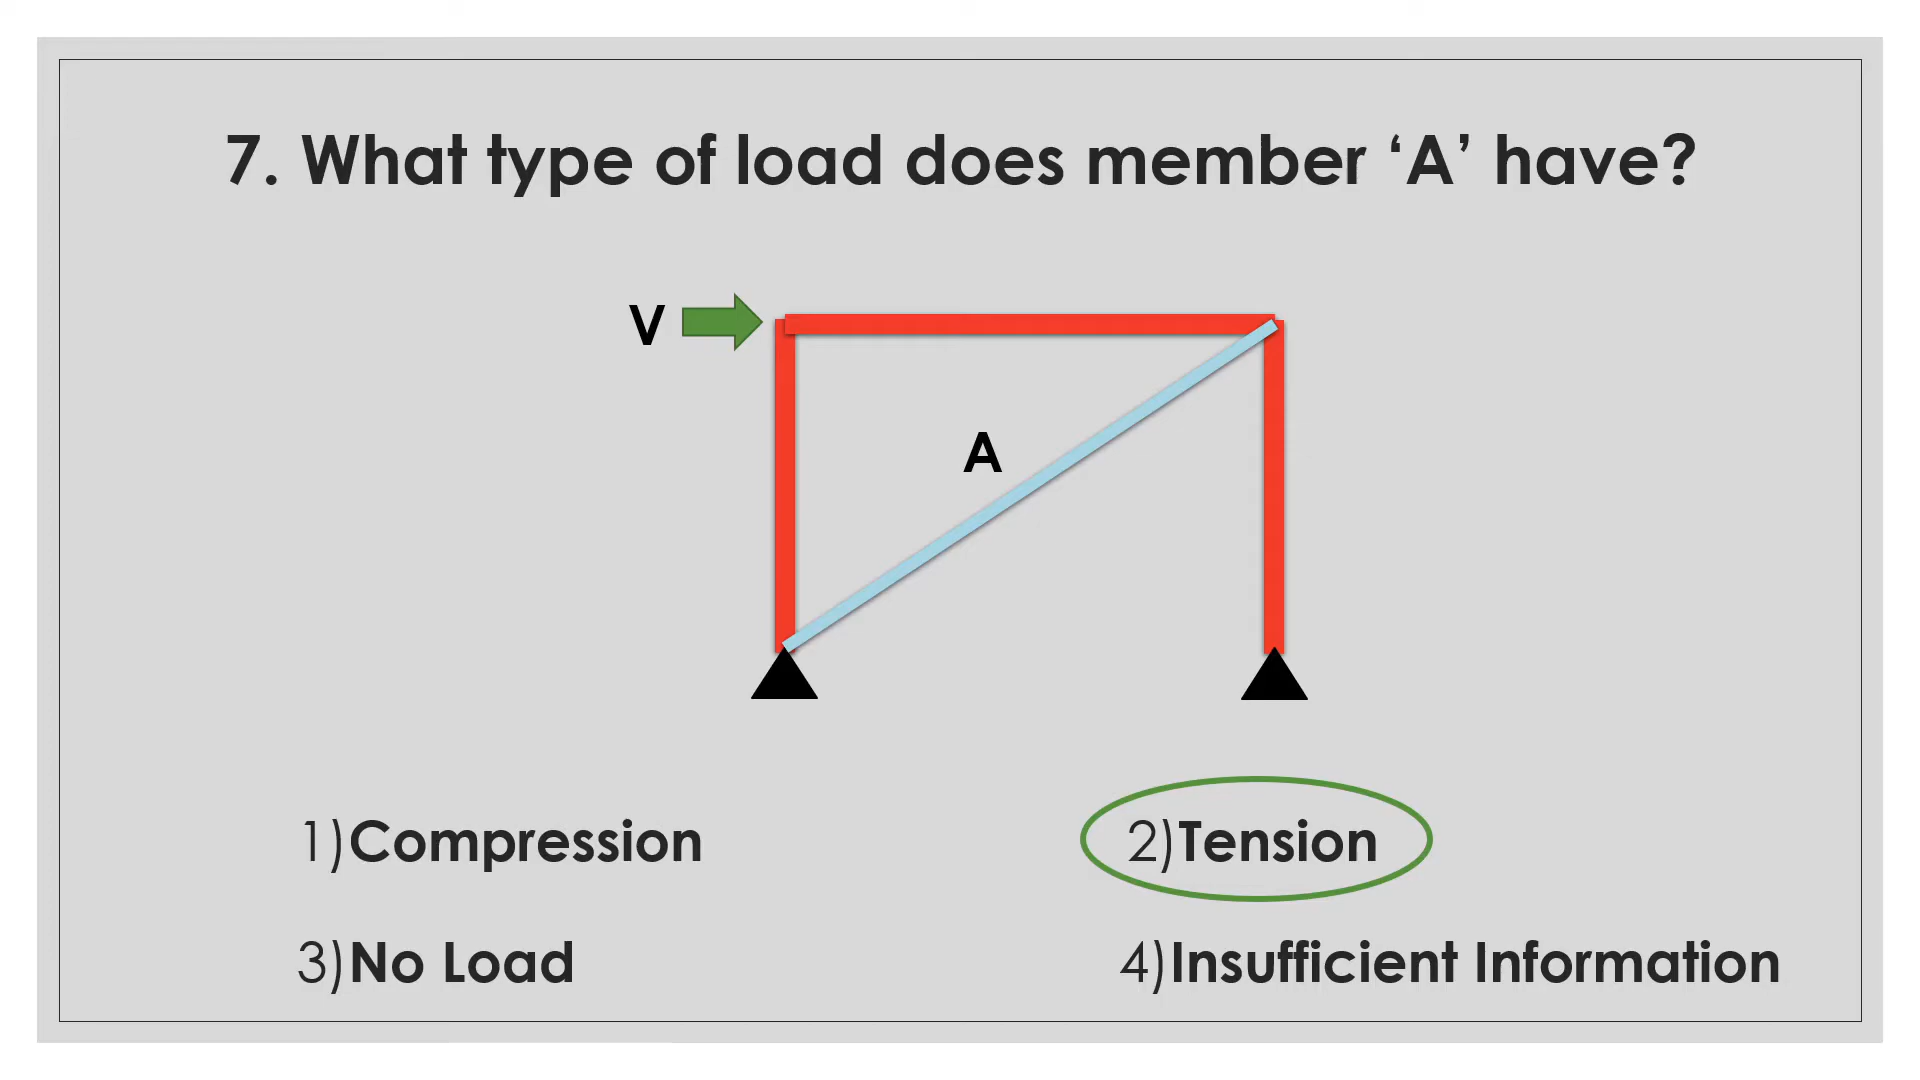 7. What type of load does member ‘A’ have?
V
A
1)Compression
2)Tension
3)No Load
4)Insufficient Information